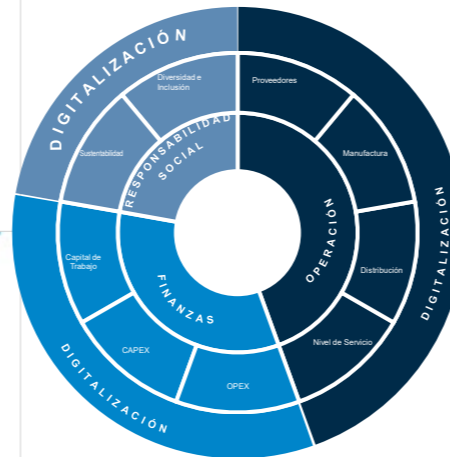 DIGITALIZACIÓN
Diversidad e
Inclusión
Sustentabilidad
RESPONSABILIDAD
SOCIAL
Proveedores
Manufactura
Distribución
Nivel de Servicio
OPERACIÓN
DIGITALIZACIÓN
Capital de
Trabajo
CAPEX
OPEX
FINANZAS
DIGITALIZACIÓN